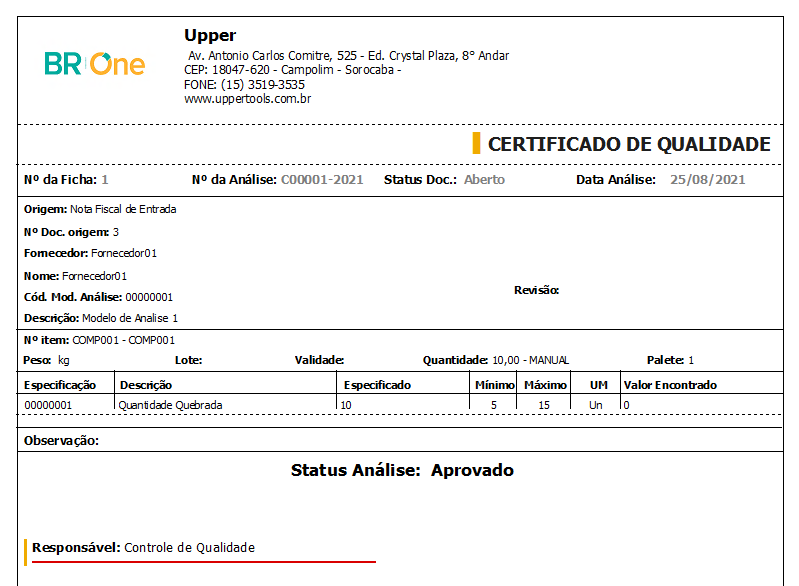 BR One
Upper
Av. Antonio Carlos Comitre, 525 - Ed. Crystal Plaza, 8° Andar
CEP: 18047-620 - Campolim - Sorocaba -
FONE: (15) 3519-3535
www.uppertools.com.br
CERTIFICADO DE QUALIDADE
Nº da Ficha: 1 Nº da Análise: C00001-2021 Status Doc.: Aberto Data Análise: 25/08/2021
Origem: Nota Fiscal de Entrada
Nº Doc. origem: 3
Fornecedor: Fornecedor01
Nome: Fornecedor01
Revisão:
Cód. Mod. Análise: 00000001
Descrição: Modelo de Analise 1
Nº item: COMP001 - COMP001
Peso: kg Lote: Validade: Quantidade: 10,00 - MANUAL Palete: 1
Especificação Descrição Especificado Mínimo Máximo UM Valor Encontrado
00000001 Quantidade Quebrada 10 5 15 Un 0
Observação:
Status Análise: Aprovado
Responsável: Controle de Qualidade